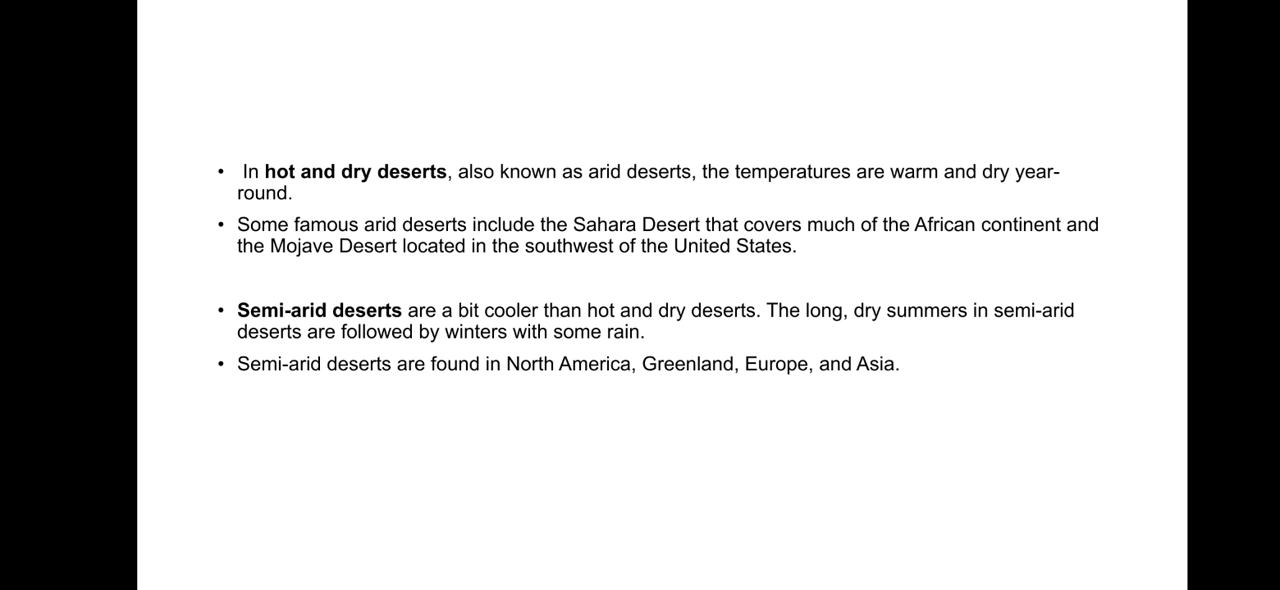 • In hot and dry deserts, also known as arid deserts, the temperatures are warm and dry year-
round.
• Some famous arid deserts include the Sahara Desert that covers much of the African continent and
the Mojave Desert located in the southwest of the United States.
• Semi-arid deserts are a bit cooler than hot and dry deserts. The long, dry summers in semi-arid
deserts are followed by winters with some rain.
• Semi-arid deserts are found in North America, Greenland, Europe, and Asia.